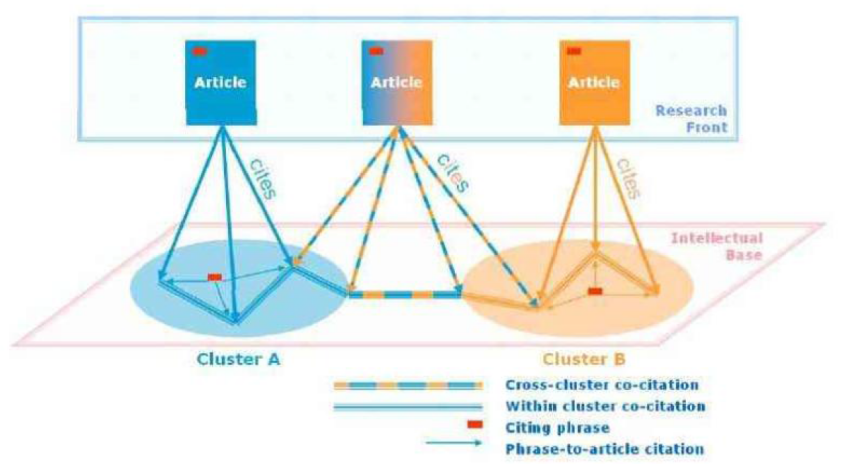 Article
Article
Article
Research
Front
cites
cites
cites
Intellectual
Base
Cluster A
Cluster B
Cross-cluster co-citation
Within cluster co-citation
Citing phrase
Phrase-to-article citation